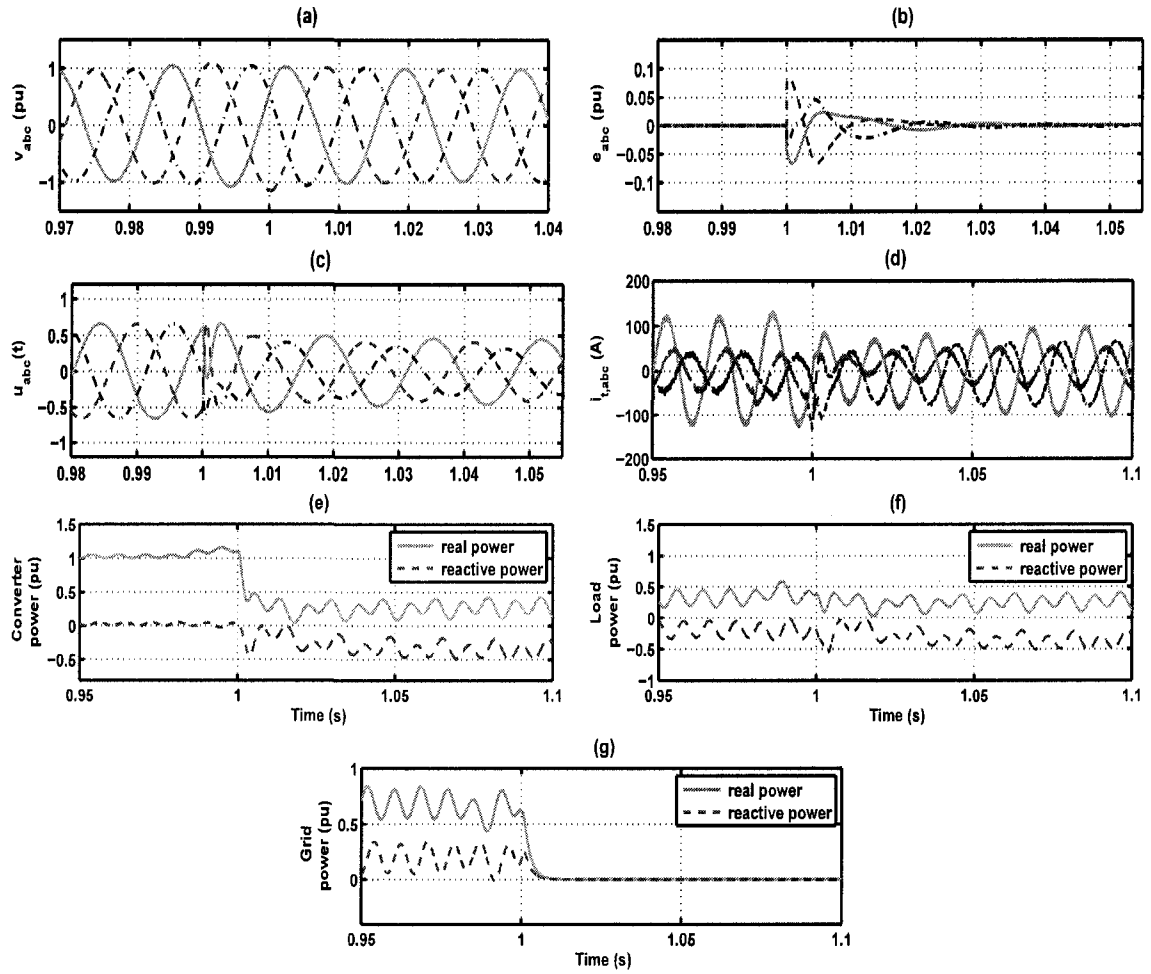 (a)
v_abc (pu)
1
0
−1
0.97 0.98 0.99 1 1.01 1.02 1.03 1.04
(b)
e_abc (pu)
0.1
0.05
0
−0.05
−0.1
0.98 0.99 1 1.01 1.02 1.03 1.04 1.05
(c)
u_abc(t)
1
0.5
0
−0.5
−1
0.98 0.99 1 1.01 1.02 1.03 1.04 1.05
(d)
i_t,abc (A)
200
100
0
−100
−200
0.95 1 1.05 1.1
(e)
Converter
power (pu)
1.5
1
0.5
0
−0.5
real power
reactive power
0.95 1 1.05 1.1
Time (s)
(f)
Load
power (pu)
1.5
1
0.5
0
−0.5
−1
real power
reactive power
0.95 1 1.05 1.1
Time (s)
(g)
Grid
power (pu)
1
0.5
0
real power
reactive power
0.95 1 1.05 1.1
Time (s)